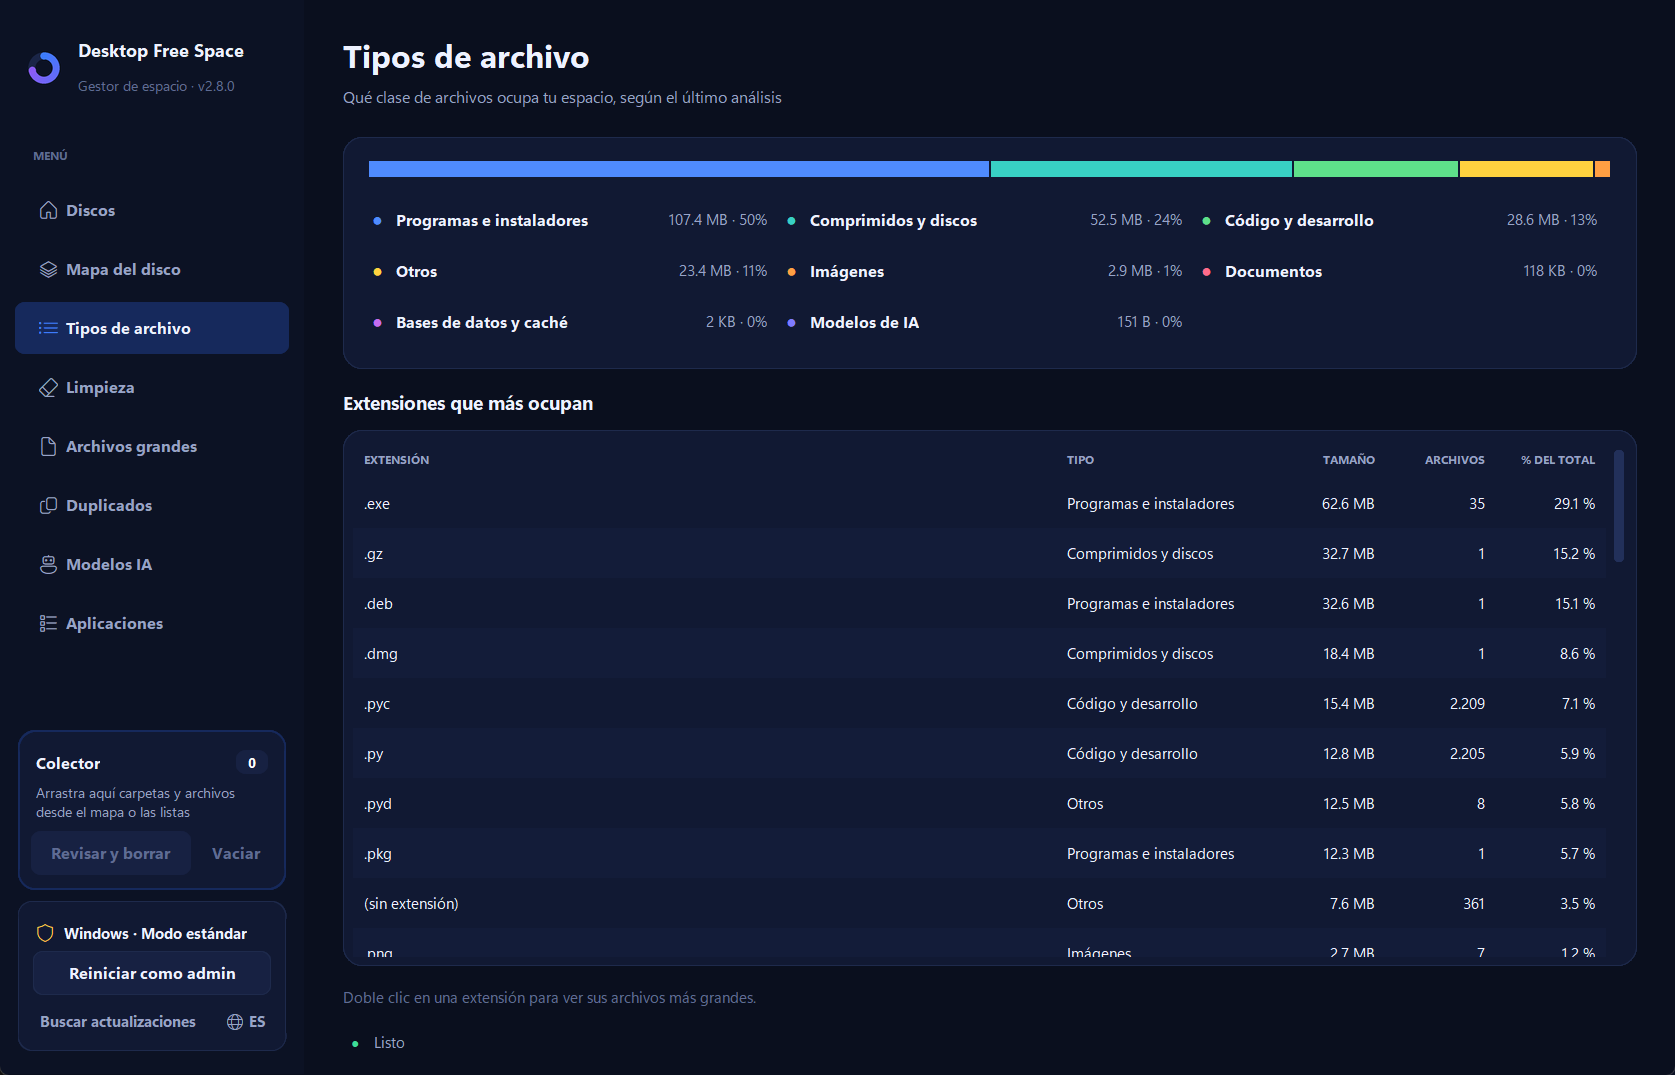 Desktop Free Space
Gestor de espacio · v2.8.0
MENÚ
Discos
Mapa del disco
Tipos de archivo
Limpieza
Archivos grandes
Duplicados
Modelos IA
Aplicaciones
Colector 0
Arrastra aquí carpetas y archivos
desde el mapa o las listas
Revisar y borrar Vaciar
Windows · Modo estándar
Reiniciar como admin
Buscar actualizaciones ES
Tipos de archivo
Qué clase de archivos ocupa tu espacio, según el último análisis
Programas e instaladores 107.4 MB · 50% Comprimidos y discos 52.5 MB · 24% Código y desarrollo 28.6 MB · 13%
Otros 23.4 MB · 11% Imágenes 2.9 MB · 1% Documentos 118 KB · 0%
Bases de datos y caché 2 KB · 0% Modelos de IA 151 B · 0%
Extensiones que más ocupan
EXTENSIÓN TIPO TAMAÑO ARCHIVOS % DEL TOTAL
.exe Programas e instaladores 62.6 MB 35 29.1 %
.gz Comprimidos y discos 32.7 MB 1 15.2 %
.deb Programas e instaladores 32.6 MB 1 15.1 %
.dmg Comprimidos y discos 18.4 MB 1 8.6 %
.pyc Código y desarrollo 15.4 MB 2.209 7.1 %
.py Código y desarrollo 12.8 MB 2.205 5.9 %
.pyd Otros 12.5 MB 8 5.8 %
.pkg Programas e instaladores 12.3 MB 1 5.7 %
(sin extensión) Otros 7.6 MB 361 3.5 %
.png Imágenes 2.7 MB 7 1.2 %
Doble clic en una extensión para ver sus archivos más grandes.
Listo